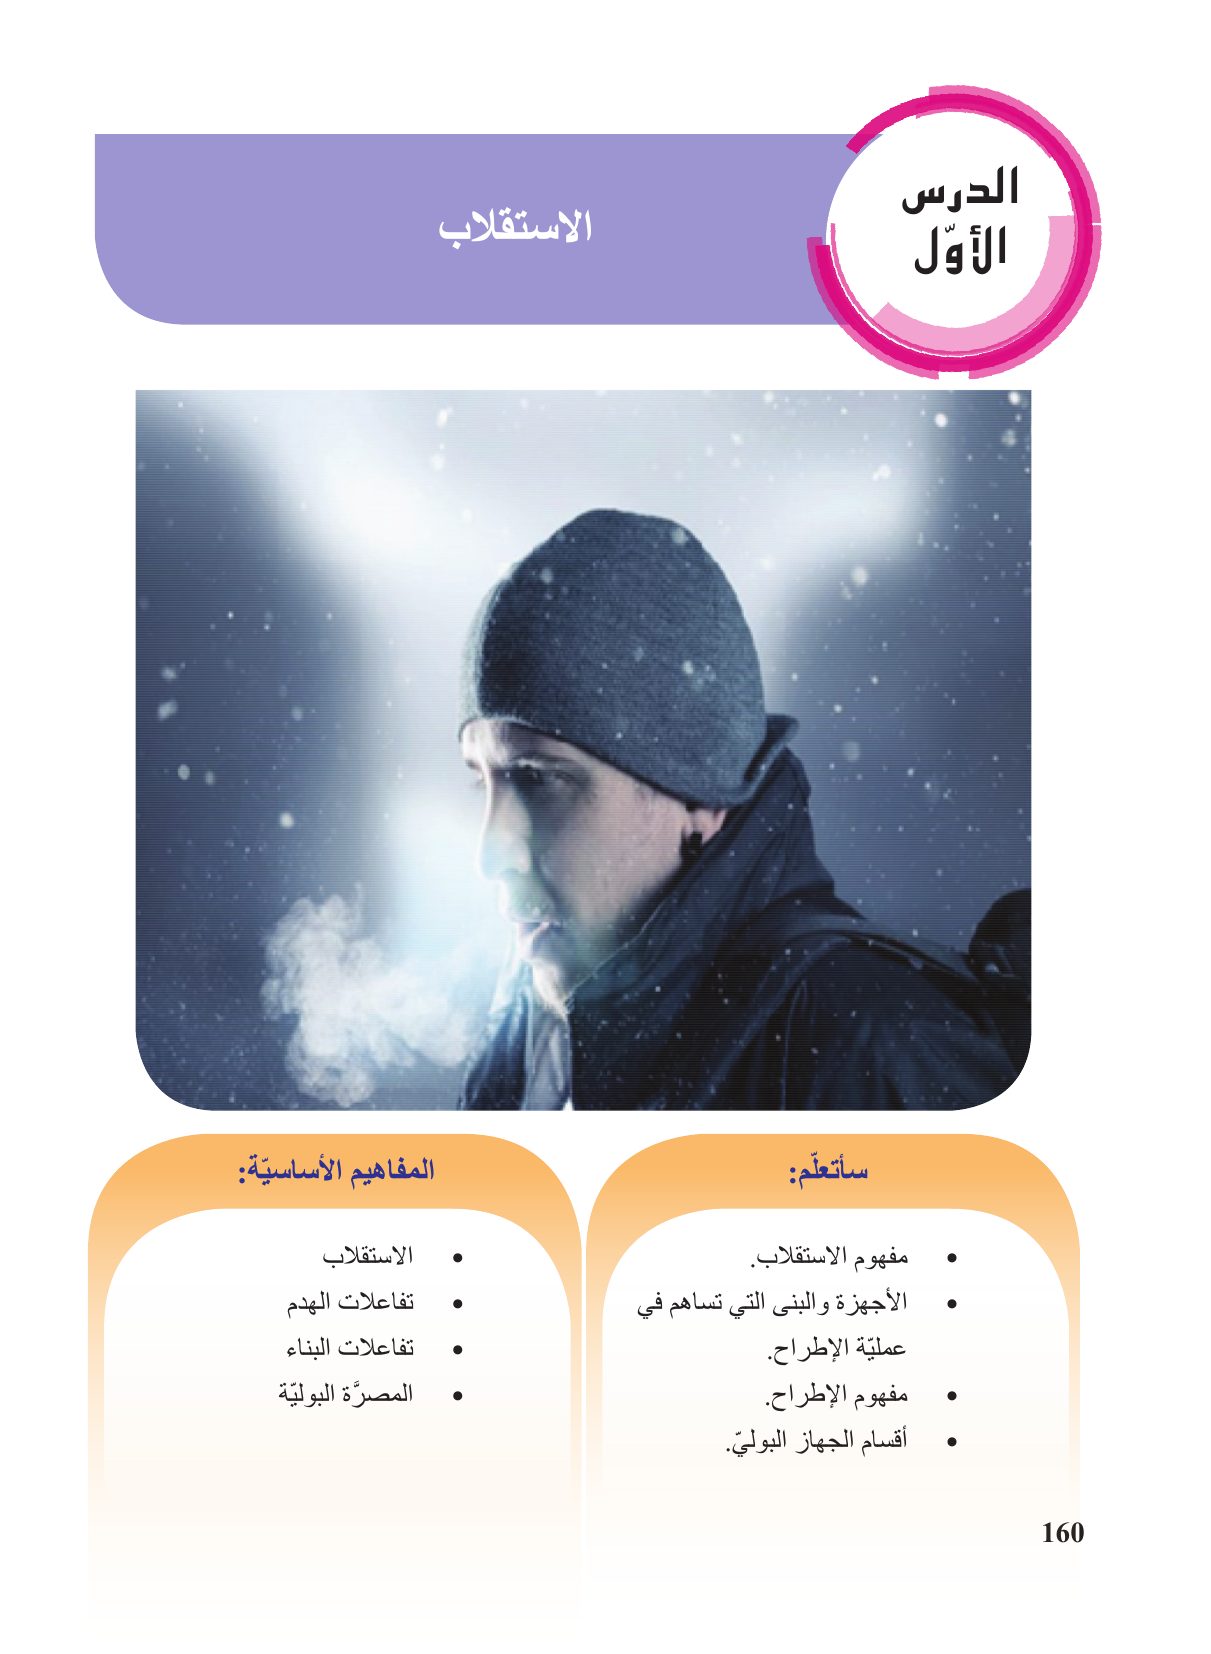 الدرس
الأوّل
الاستقلاب
سأتعلّم:
• مفهوم الاستقلاب.
• الأجهزة والبنى التي تساهم في
عمليّة الإطراح.
• مفهوم الإطراح.
• أقسام الجهاز البوليّ.
المفاهيم الأساسيّة:
• الاستقلاب
• تفاعلات الهدم
• تفاعلات البناء
• المصرَّة البوليّة
160